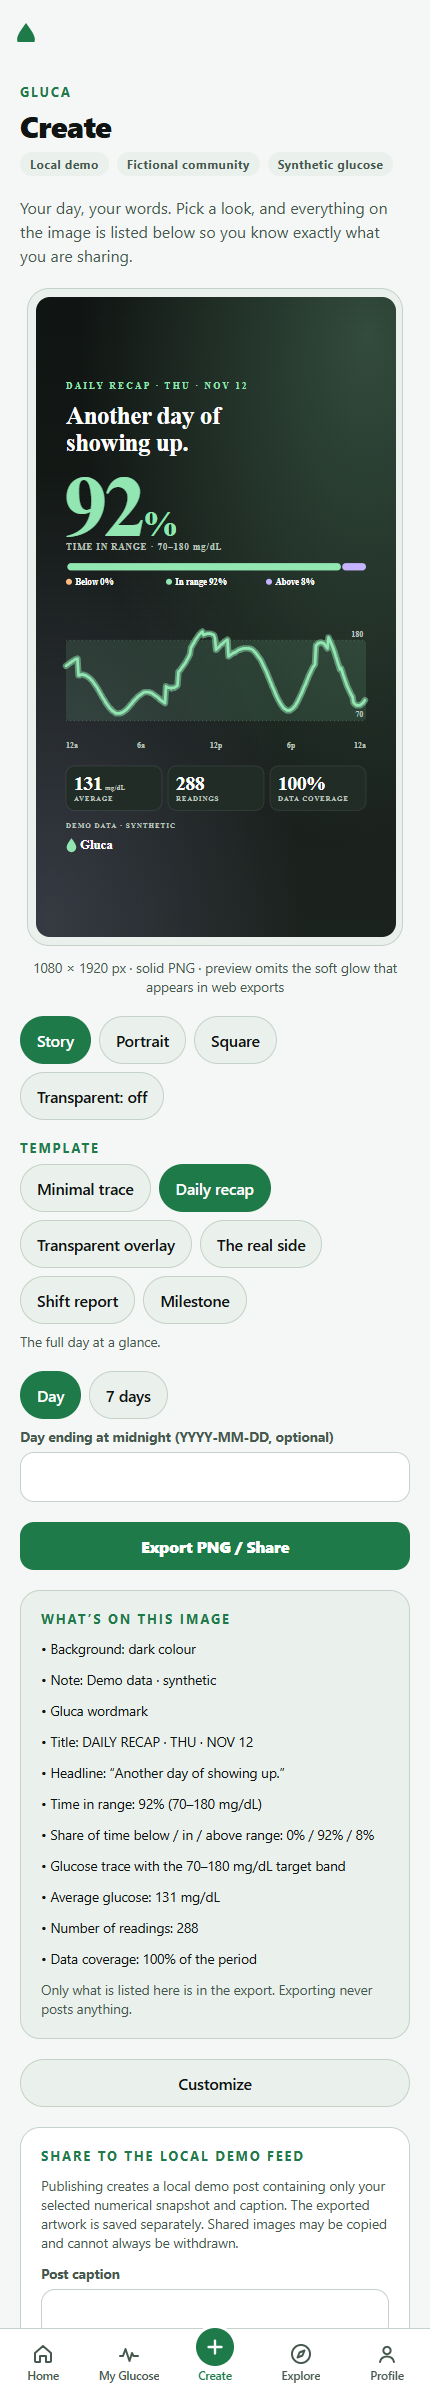 GLUCA
Create
Local demo
Fictional community
Synthetic glucose
Your day, your words. Pick a look, and everything on
the image is listed below so you know exactly what
you are sharing.
DAILY RECAP · THU · NOV 12
Another day of
showing up.
92%
TIME IN RANGE · 70–180 mg/dL
Below 0%
In range 92%
Above 8%
180
70
12a
6a
12p
6p
12a
131 mg/dL
AVERAGE
288
READINGS
100%
DATA COVERAGE
DEMO DATA · SYNTHETIC
Gluca
1080 × 1920 px · solid PNG · preview omits the soft glow that
appears in web exports
Story
Portrait
Square
Transparent: off
TEMPLATE
Minimal trace
Daily recap
Transparent overlay
The real side
Shift report
Milestone
The full day at a glance.
Day
7 days
Day ending at midnight (YYYY-MM-DD, optional)
Export PNG / Share
WHAT'S ON THIS IMAGE
• Background: dark colour
• Note: Demo data · synthetic
• Gluca wordmark
• Title: DAILY RECAP · THU · NOV 12
• Headline: “Another day of showing up.”
• Time in range: 92% (70–180 mg/dL)
• Share of time below / in / above range: 0% / 92% / 8%
• Glucose trace with the 70–180 mg/dL target band
• Average glucose: 131 mg/dL
• Number of readings: 288
• Data coverage: 100% of the period
Only what is listed here is in the export. Exporting never
posts anything.
Customize
SHARE TO THE LOCAL DEMO FEED
Publishing creates a local demo post containing only your
selected numerical snapshot and caption. The exported
artwork is saved separately. Shared images may be copied
and cannot always be withdrawn.
Post caption
Home
My Glucose
Create
Explore
Profile